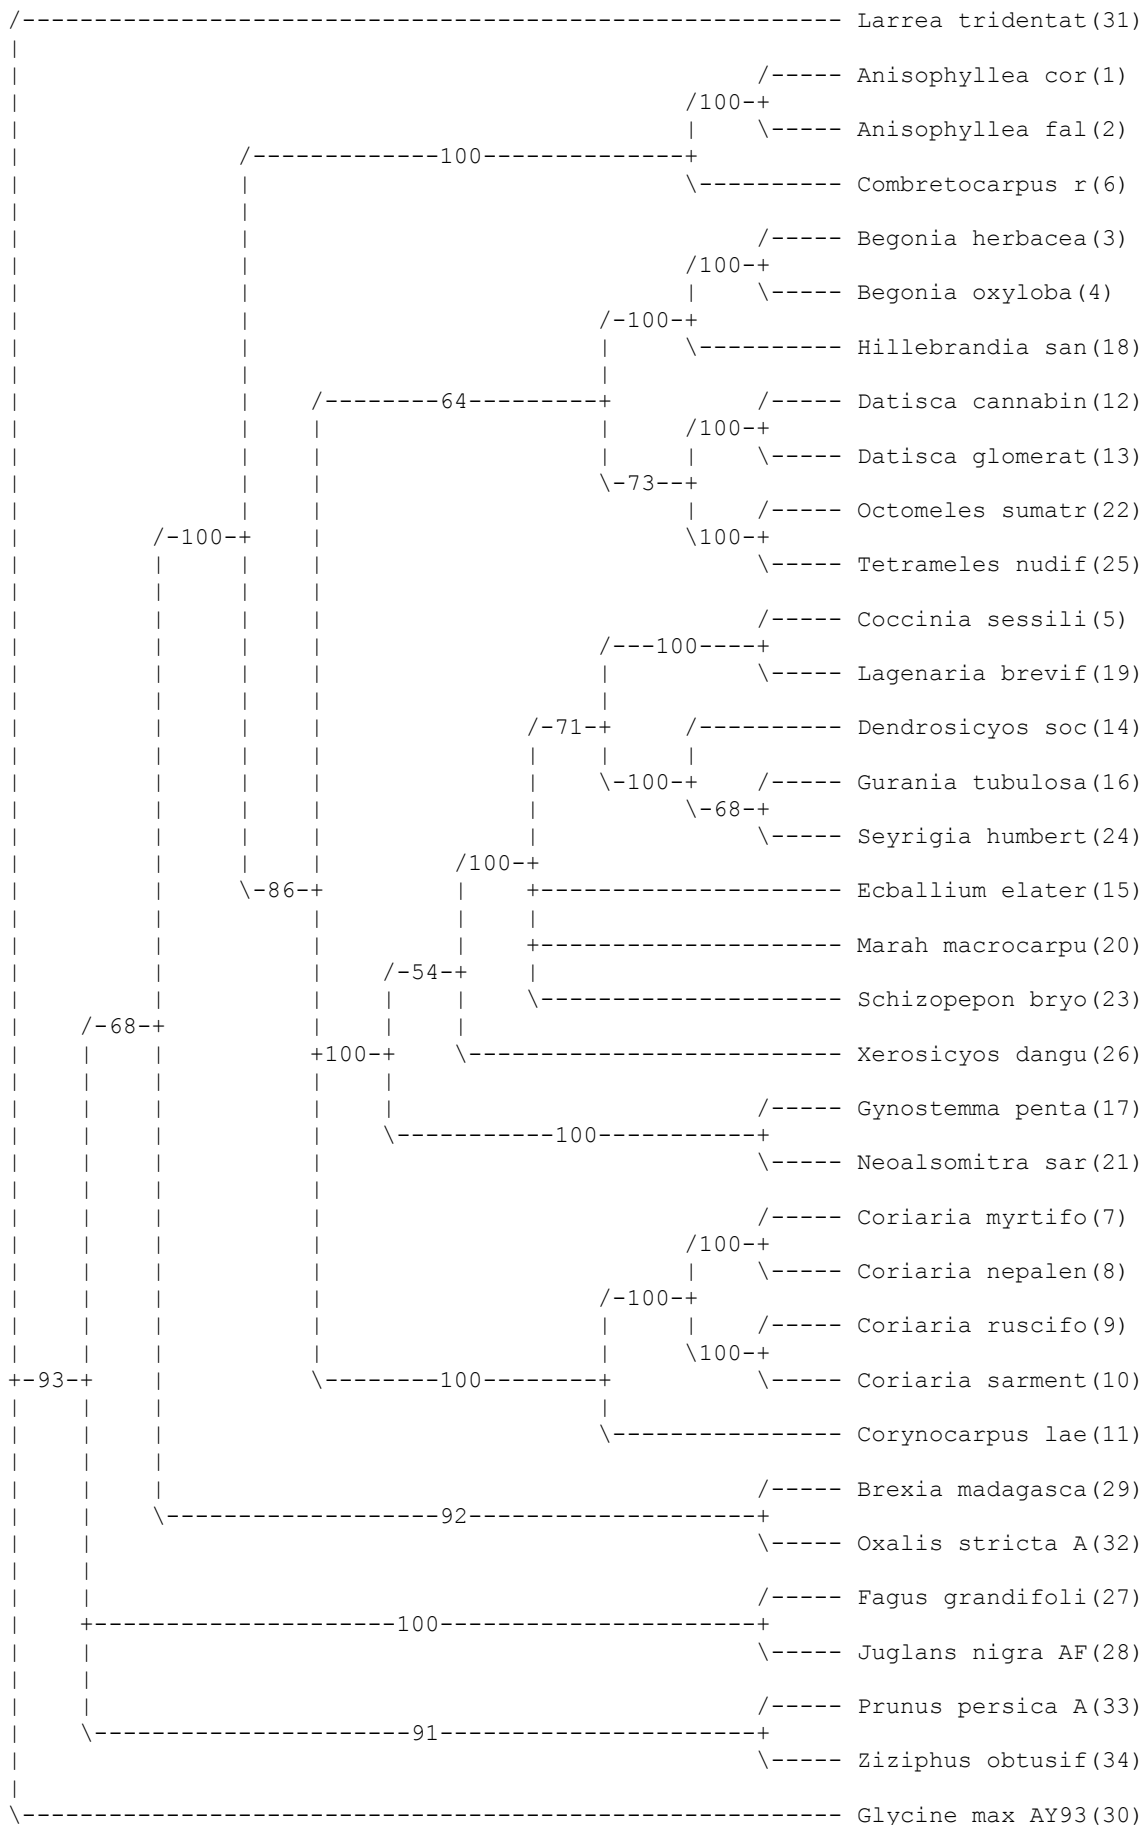 /--------------------------------------------------------- Larrea tridentat(31)
|
|                                                   /----- Anisophyllea cor(1)
|                                              /100-+
|                                              |    \----- Anisophyllea fal(2)
|               /-------------100--------------+
|               |                              \---------- Combretocarpus r(6)
|               |
|               |                                   /----- Begonia herbacea(3)
|               |                              /100-+
|               |                              |    \----- Begonia oxyloba(4)
|               |                        /-100-+
|               |                        |     \---------- Hillebrandia san(18)
|               |                        |
|               |    /--------64---------+          /----- Datisca cannabin(12)
|               |    |                   |     /100-+
|               |    |                   |     |    \----- Datisca glomerat(13)
|               |    |                   \-73--+
|               |    |                         |    /----- Octomeles sumatr(22)
|         /-100-+    |                         \100-+
|         |     |    |                              \----- Tetrameles nudif(25)
|         |     |    |
|         |     |    |                              /----- Coccinia sessili(5)
|         |     |    |                   /---100----+
|         |     |    |                   |          \----- Lagenaria brevif(19)
|         |     |    |                   |
|         |     |    |              /-71-+     /---------- Dendrosicyos soc(14)
|         |     |    |              |    |     |
|         |     |    |              |    \-100-+    /----- Gurania tubulosa(16)
|         |     |    |              |          \-68-+
|         |     |    |              |               \----- Seyrigia humbert(24)
|         |     |    |         /100-+
|         |     \-86-+         |    +--------------------- Ecballium elater(15)
|         |          |         |    |
|         |          |         |    +--------------------- Marah macrocarpu(20)
|         |          |    /-54-+    |
|         |          |    |    |    \--------------------- Schizopepon bryo(23)
|    /-68-+          |    |    |
|    |    |          +100-+    \-------------------------- Xerosicyos dangu(26)
|    |    |          |    |
|    |    |          |    |                         /----- Gynostemma penta(17)
|    |    |          |    \-----------100-----------+
|    |    |          |                              \----- Neoalsomitra sar(21)
|    |    |          |
|    |    |          |                              /----- Coriaria myrtifo(7)
|    |    |          |                         /100-+
|    |    |          |                         |    \----- Coriaria nepalen(8)
|    |    |          |                   /-100-+
|    |    |          |                   |     |    /----- Coriaria ruscifo(9)
|    |    |          |                   |     \100-+
+-93-+    |          \--------100--------+          \----- Coriaria sarment(10)
|    |    |                              |
|    |    |                              \---------------- Corynocarpus lae(11)
|    |    |
|    |    |                                         /----- Brexia madagasca(29)
|    |    \-------------------92--------------------+
|    |                                              \----- Oxalis stricta A(32)
|    |
|    |                                              /----- Fagus grandifoli(27)
|    +---------------------100----------------------+
|    |                                              \----- Juglans nigra AF(28)
|    |
|    |                                              /----- Prunus persica A(33)
|    \----------------------91----------------------+
|                                                   \----- Ziziphus obtusif(34)
|
\--------------------------------------------------------- Glycine max AY93(30)